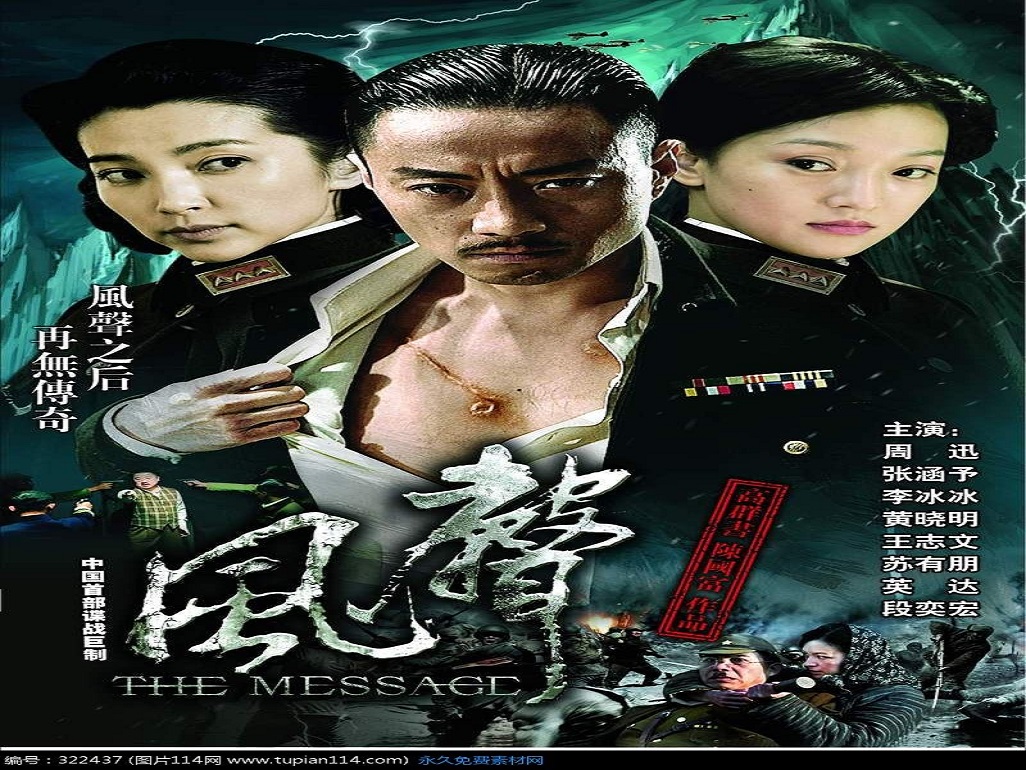 風聲之后
再無傳奇
主演：
周 迅
张涵予
李冰冰
黄晓明
王志文
苏有朋
英 达
段奕宏
高群書 陳國富 作品
風聲
中国首部谍战巨制
THE MESSAGE
编号：322437 (图片114网 www.tupian114.com) 永久免费素材网